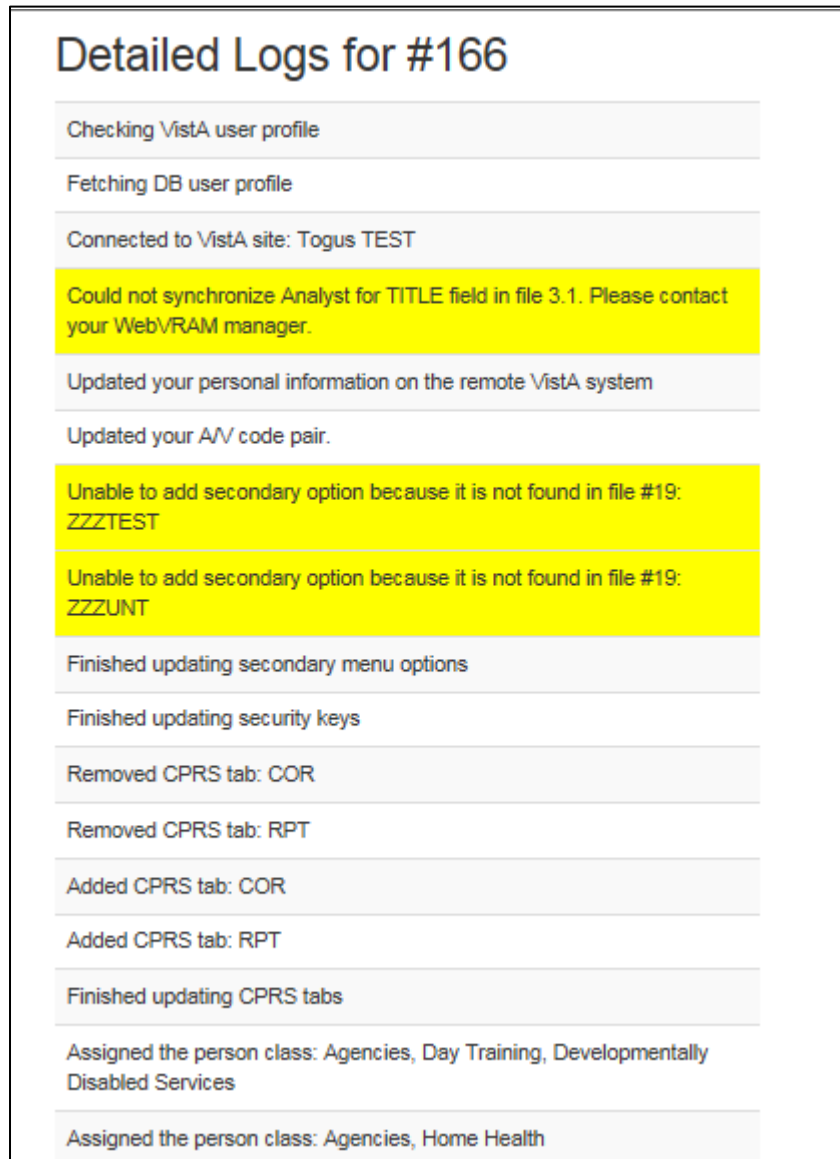 Detailed Logs for #166
Checking VistA user profile
Fetching DB user profile
Connected to VistA site: Togus TEST
Could not synchronize Analyst for TITLE field in file 3.1. Please contact
your WebVRAM manager.
Updated your personal information on the remote VistA system
Updated your A/V code pair.
Unable to add secondary option because it is not found in file #19:
ZZZTEST
Unable to add secondary option because it is not found in file #19:
ZZZUNT
Finished updating secondary menu options
Finished updating security keys
Removed CPRS tab: COR
Removed CPRS tab: RPT
Added CPRS tab: COR
Added CPRS tab: RPT
Finished updating CPRS tabs
Assigned the person class: Agencies, Day Training, Developmentally
Disabled Services
Assigned the person class: Agencies, Home Health